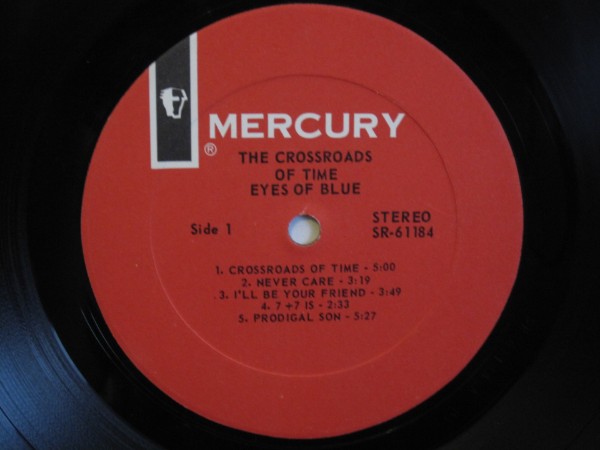 MERCURY
®
THE CROSSROADS
OF TIME
EYES OF BLUE
Side 1
STEREO
SR-61184
1. CROSSROADS OF TIME - 5:00
2. NEVER CARE - 3:19
3. I'LL BE YOUR FRIEND - 3:49
4. 7 +7 IS - 2:33
5. PRODIGAL SON - 5:27